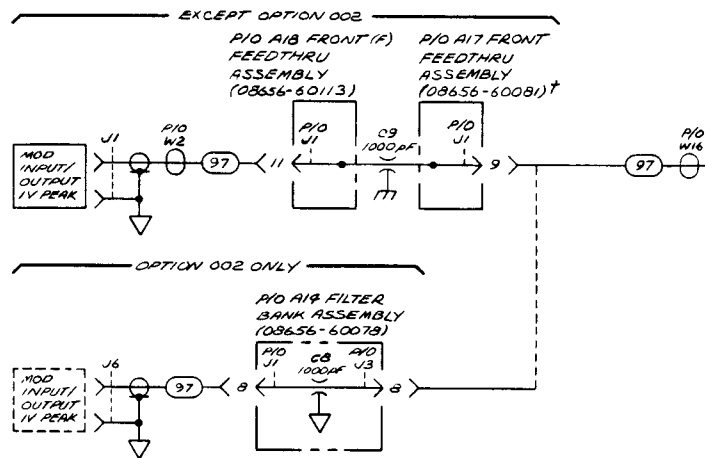 EXCEPT OPTION 002
P/O A18 FRONT (F)
FEEDTHRU
ASSEMBLY
(08656-60113)
P/O A17 FRONT
FEEDTHRU
ASSEMBLY
(08656-60081)†
MOD
INPUT/
OUTPUT
1V PEAK
J1
P/O
W2
97
11
P/O
J1
C9
1000pF
P/O
J1
9
97
P/O
W16
OPTION 002 ONLY
P/O A14 FILTER
BANK ASSEMBLY
(08656-60078)
MOD
INPUT/
OUTPUT
1V PEAK
J6
97
8
P/O
J1
C8
1000pF
P/O
J3
8